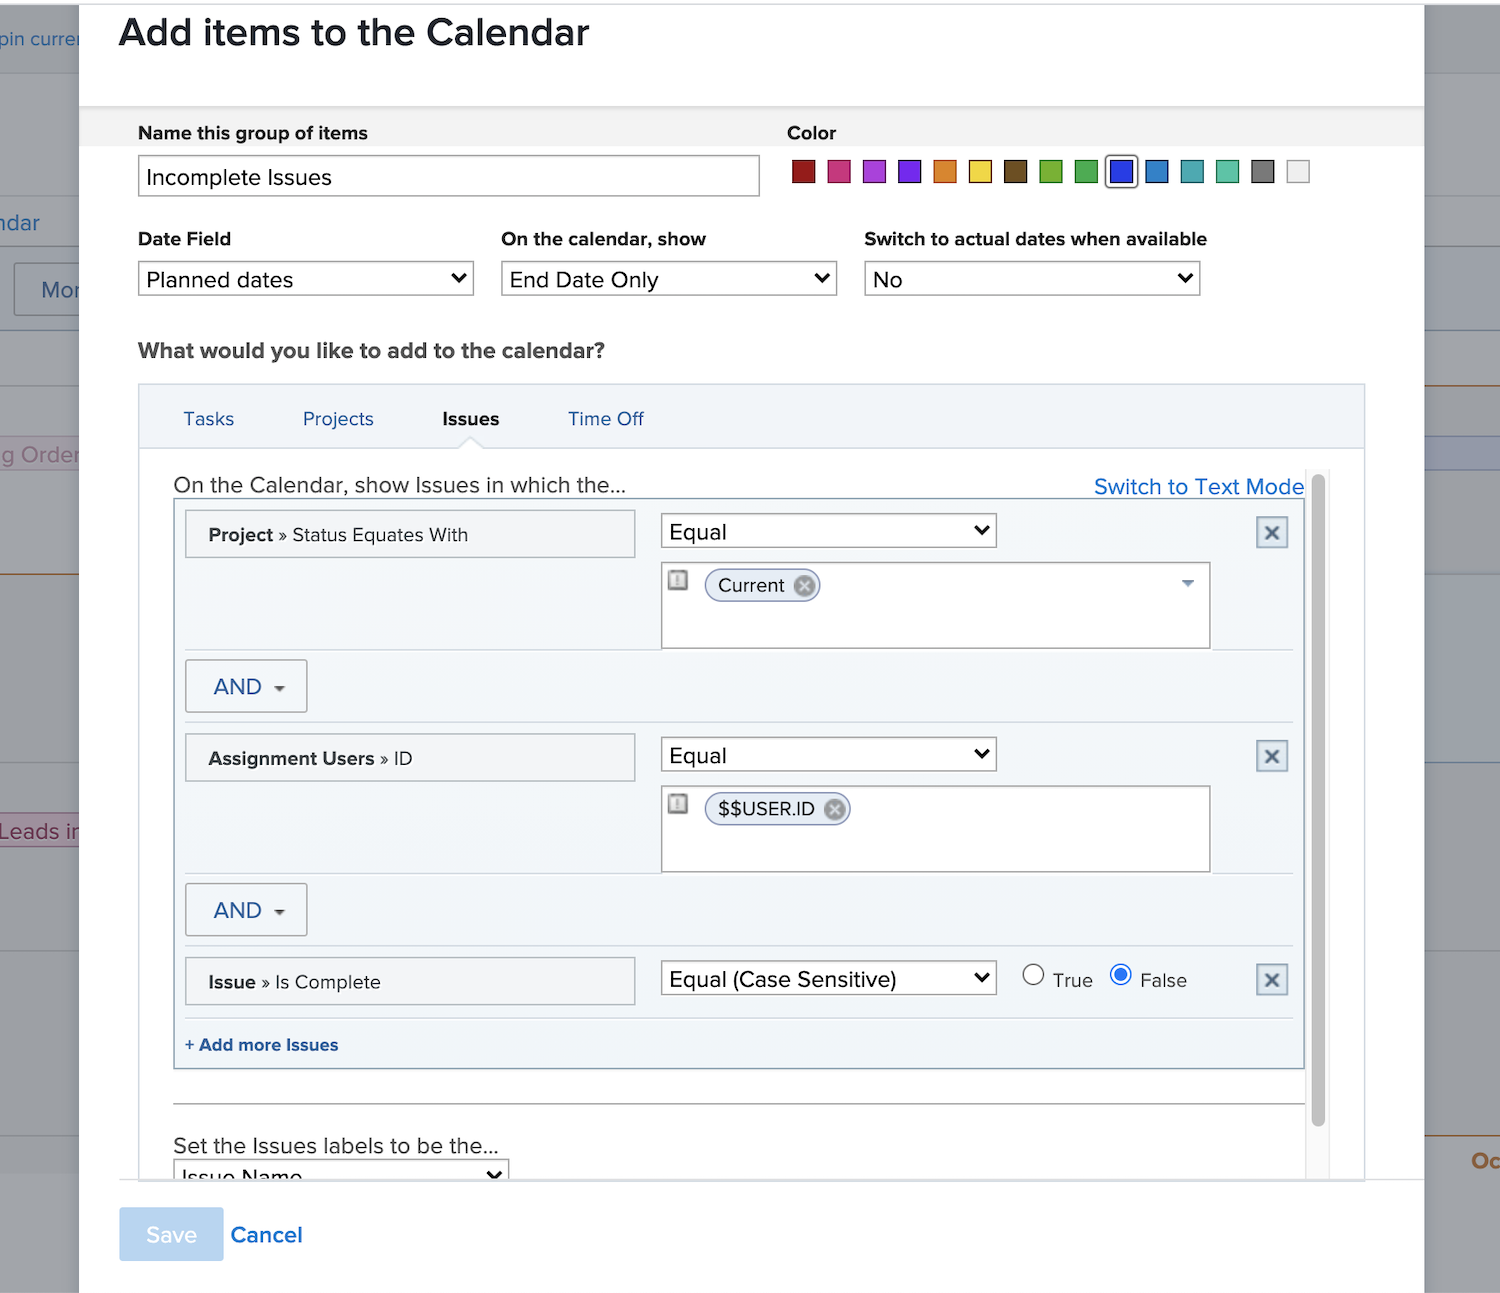 Add items to the Calendar
pin curre
Name this group of items
Color
Incomplete Issues
ndar
Date Field
On the calendar, show
Switch to actual dates when available
Planned dates
End Date Only
No
Mor
What would you like to add to the calendar?
Tasks
Projects
Issues
Time Off
g Order
On the Calendar, show Issues in which the...
Switch to Text Mode
Project » Status Equates With
Equal
Current
AND
Assignment Users » ID
Equal
$$USER.ID
Leads in
AND
Issue » Is Complete
Equal (Case Sensitive)
True
False
+ Add more Issues
Set the Issues labels to be the...
Issue Name
Oc
Save
Cancel